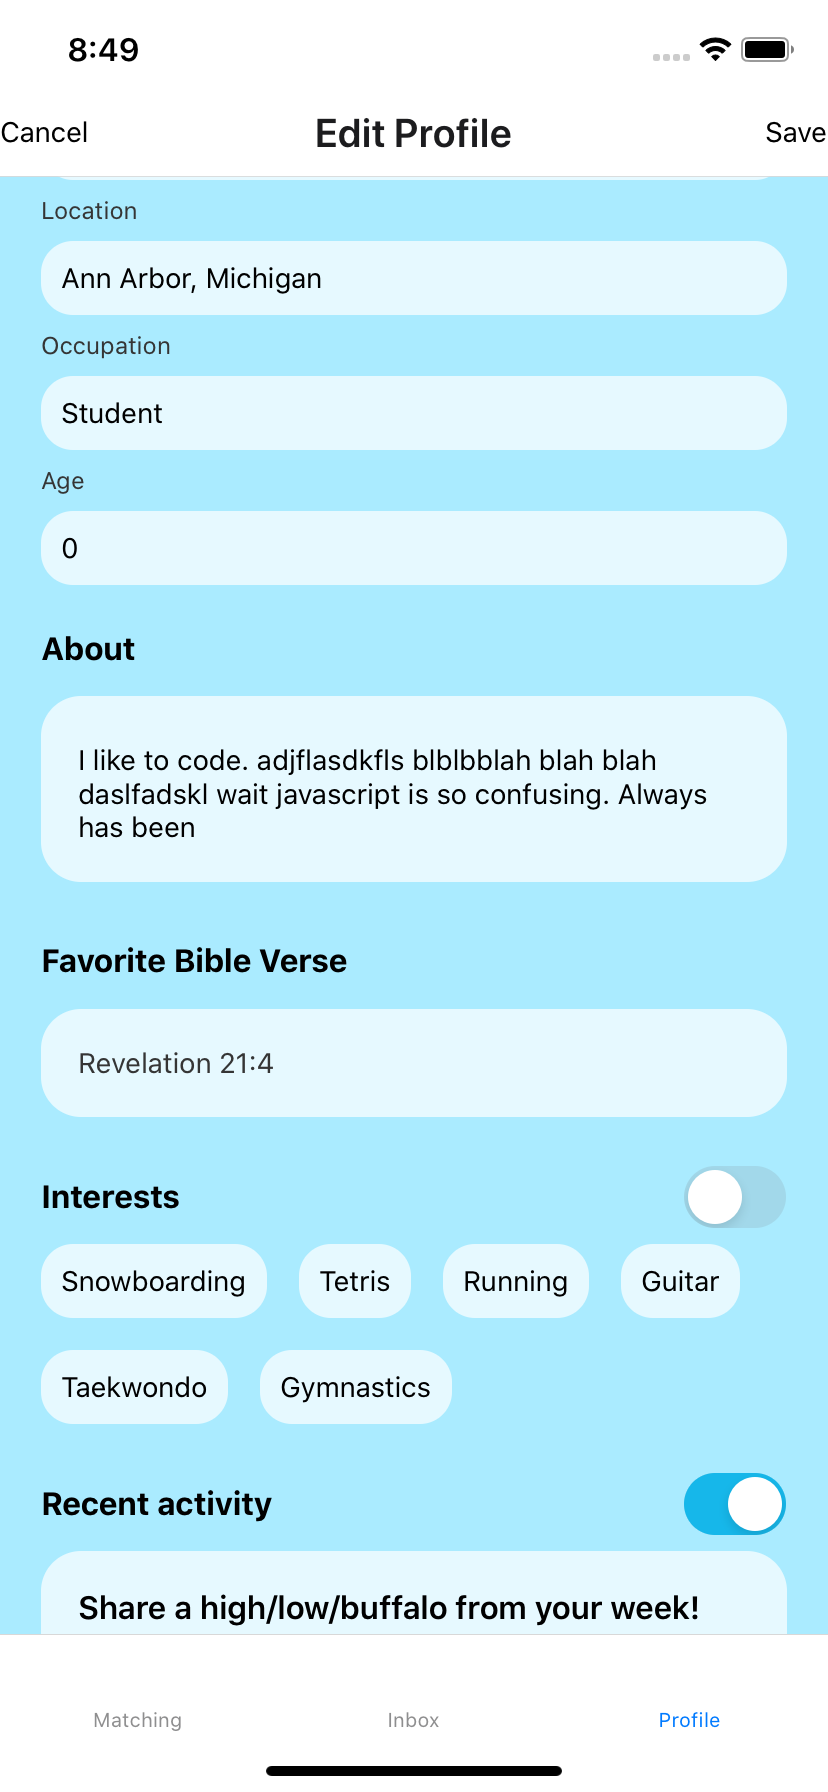 8:49
Cancel
Edit Profile
Save
Location
Ann Arbor, Michigan
Occupation
Student
Age
0
About
I like to code. adjflasdkfls blblbblah blah blah
daslfadskl wait javascript is so confusing. Always
has been
Favorite Bible Verse
Revelation 21:4
Interests
Snowboarding
Tetris
Running
Guitar
Taekwondo
Gymnastics
Recent activity
Share a high/low/buffalo from your week!
Matching
Inbox
Profile